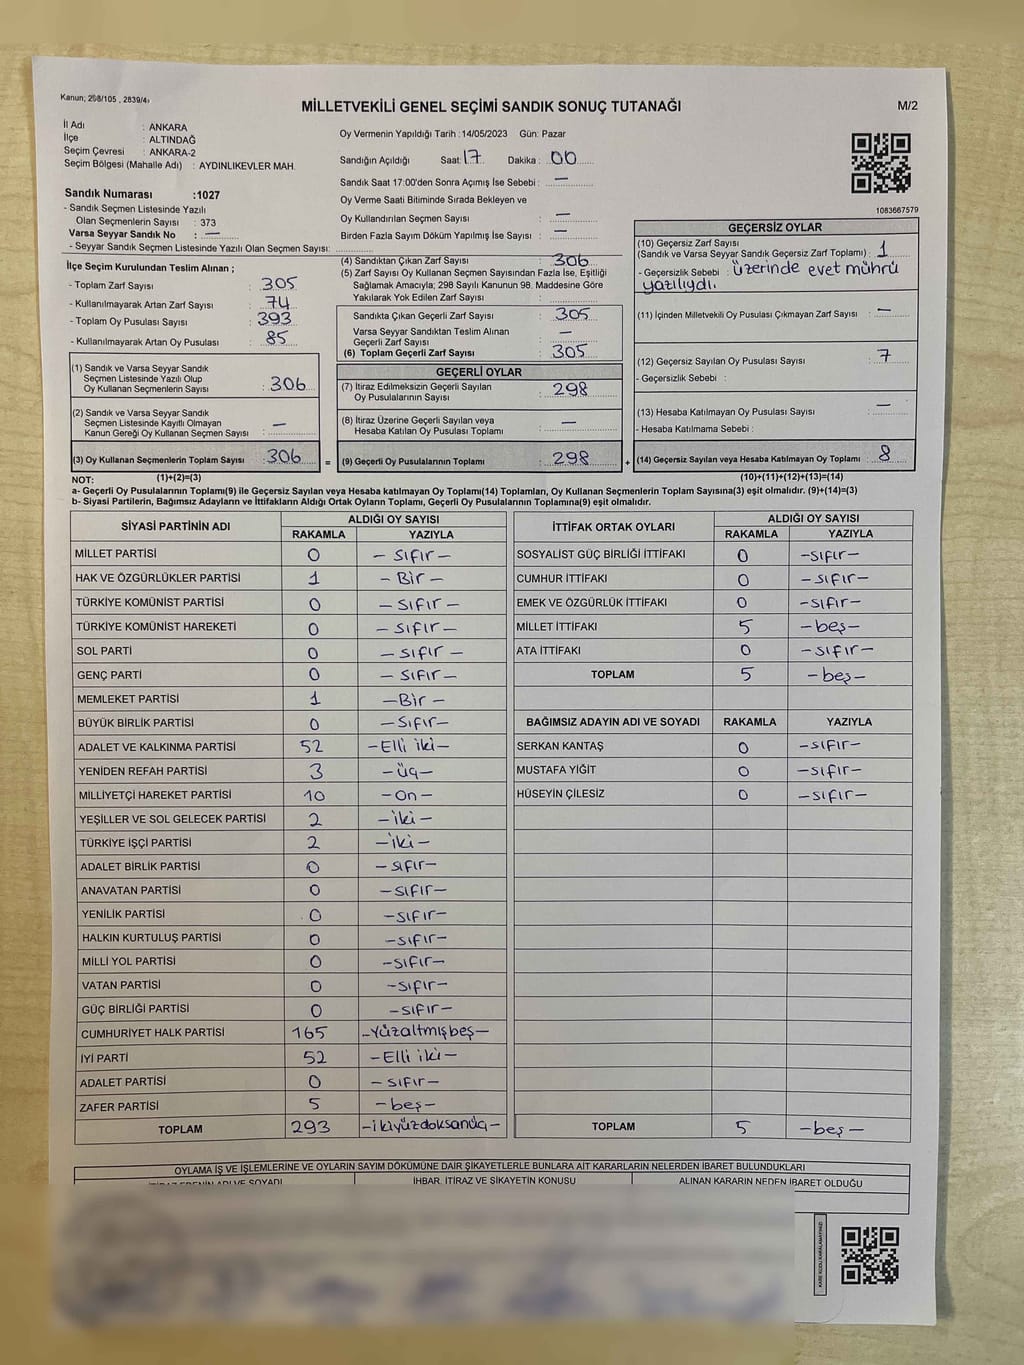 Kanun; 298/105 , 2839/4
MİLLETVEKİLİ GENEL SEÇİMİ SANDIK SONUÇ TUTANAĞI
M/2
İl Adı : ANKARA
İlçe : ALTINDAĞ
Seçim Çevresi : ANKARA-2
Seçim Bölgesi (Mahalle Adı) : AYDINLIKEVLER MAH.
Oy Vermenin Yapıldığı Tarih : 14/05/2023 Gün: Pazar
Sandığın Açıldığı Saat: 17 Dakika : 00
Sandık Saat 17:00'den Sonra Açımış İse Sebebi : —
Oy Verme Saati Bitiminde Sırada Bekleyen ve
Oy Kullandırılan Seçmen Sayısı : —
Birden Fazla Sayım Döküm Yapılmış İse Sayısı : —
Sandık Numarası :1027
- Sandık Seçmen Listesinde Yazılı
Olan Seçmenlerin Sayısı : 373
Varsa Seyyar Sandık No : —
- Seyyar Sandık Seçmen Listesinde Yazılı Olan Seçmen Sayısı:
1083667579
İlçe Seçim Kurulundan Teslim Alınan ;
- Toplam Zarf Sayısı : 305
- Kullanılmayarak Artan Zarf Sayısı : 74
- Toplam Oy Pusulası Sayısı : 393
- Kullanılmayarak Artan Oy Pusulası : 85
(4) Sandıktan Çıkan Zarf Sayısı : 306
(5) Zarf Sayısı Oy Kullanan Seçmen Sayısından Fazla İse, Eşitliği
Sağlamak Amacıyla; 298 Sayılı Kanunun 98. Maddesine Göre
Yakılarak Yok Edilen Zarf Sayısı :
Sandıkta Çıkan Geçerli Zarf Sayısı : 305
Varsa Seyyar Sandıktan Teslim Alınan
Geçerli Zarf Sayısı : —
(6) Toplam Geçerli Zarf Sayısı : 305
GEÇERSİZ OYLAR
(10) Geçersiz Zarf Sayısı
(Sandık ve Varsa Seyyar Sandık Geçersiz Zarf Toplamı) : 1
- Geçersizlik Sebebi : üzerinde evet mührü
yazılıydı.
(11) İçinden Milletvekili Oy Pusulası Çıkmayan Zarf Sayısı : —
(12) Geçersiz Sayılan Oy Pusulası Sayısı : 7
- Geçersizlik Sebebi :
(13) Hesaba Katılmayan Oy Pusulası Sayısı : —
- Hesaba Katılmama Sebebi :
(14) Geçersiz Sayılan veya Hesaba Katılmayan Oy Toplamı : 8
(1) Sandık ve Varsa Seyyar Sandık
Seçmen Listesinde Yazılı Olup
Oy Kullanan Seçmenlerin Sayısı : 306
(2) Sandık ve Varsa Seyyar Sandık
Seçmen Listesinde Kayıtlı Olmayan
Kanun Gereği Oy Kullanan Seçmen Sayısı : —
(3) Oy Kullanan Seçmenlerin Toplam Sayısı : 306 =
GEÇERLİ OYLAR
(7) İtiraz Edilmeksizin Geçerli Sayılan
Oy Pusulalarının Sayısı : 298
(8) İtiraz Üzerine Geçerli Sayılan veya
Hesaba Katılan Oy Pusulası Toplamı : —
(9) Geçerli Oy Pusulalarının Toplamı : 298 +
NOT: (1)+(2)=(3) (10)+(11)+(12)+(13)=(14)
a- Geçerli Oy Pusulalarının Toplamı(9) ile Geçersiz Sayılan veya Hesaba katılmayan Oy Toplamı(14) Toplamları, Oy Kullanan Seçmenlerin Toplam Sayısına(3) eşit olmalıdır. (9)+(14)=(3)
b- Siyasi Partilerin, Bağımsız Adayların ve İttifakların Aldığı Ortak Oyların Toplamı, Geçerli Oy Pusulalarının Toplamına(9) eşit olmalıdır.
SİYASİ PARTİNİN ADI ALDIĞI OY SAYISI
RAKAMLA YAZIYLA
MİLLET PARTİSİ 0 – sıfır –
HAK VE ÖZGÜRLÜKLER PARTİSİ 1 – Bir –
TÜRKİYE KOMÜNİST PARTİSİ 0 – sıfır –
TÜRKİYE KOMÜNİST HAREKETİ 0 – sıfır –
SOL PARTİ 0 – sıfır –
GENÇ PARTİ 0 – sıfır –
MEMLEKET PARTİSİ 1 – Bir –
BÜYÜK BİRLİK PARTİSİ 0 – sıfır –
ADALET VE KALKINMA PARTİSİ 52 – Elli iki –
YENİDEN REFAH PARTİSİ 3 – üç –
MİLLİYETÇİ HAREKET PARTİSİ 10 – On –
YEŞİLLER VE SOL GELECEK PARTİSİ 2 – iki –
TÜRKİYE İŞÇİ PARTİSİ 2 – iki –
ADALET BİRLİK PARTİSİ 0 – sıfır –
ANAVATAN PARTİSİ 0 – sıfır –
YENİLİK PARTİSİ 0 – sıfır –
HALKIN KURTULUŞ PARTİSİ 0 – sıfır –
MİLLİ YOL PARTİSİ 0 – sıfır –
VATAN PARTİSİ 0 – sıfır –
GÜÇ BİRLİĞİ PARTİSİ 0 – sıfır –
CUMHURİYET HALK PARTİSİ 165 – Yüzaltmışbeş –
İYİ PARTİ 52 – Elli iki –
ADALET PARTİSİ 0 – sıfır –
ZAFER PARTİSİ 5 – beş –
TOPLAM 293 – ikiyüzdoksanüç –
İTTİFAK ORTAK OYLARI ALDIĞI OY SAYISI
RAKAMLA YAZIYLA
SOSYALİST GÜÇ BİRLİĞİ İTTİFAKI 0 – sıfır –
CUMHUR İTTİFAKI 0 – sıfır –
EMEK VE ÖZGÜRLÜK İTTİFAKI 0 – sıfır –
MİLLET İTTİFAKI 5 – beş –
ATA İTTİFAKI 0 – sıfır –
TOPLAM 5 – beş –
BAĞIMSIZ ADAYIN ADI VE SOYADI RAKAMLA YAZIYLA
SERKAN KANTAŞ 0 – sıfır –
MUSTAFA YİĞİT 0 – sıfır –
HÜSEYİN ÇİLESİZ 0 – sıfır –
TOPLAM 5 – beş –
OYLAMA İŞ VE İŞLEMLERİNE VE OYLARIN SAYIM DÖKÜMÜNE DAİR ŞİKAYETLERLE BUNLARA AİT KARARLARIN NELERDEN İBARET BULUNDUKLARI
İTİRAZ EDENİN ADI VE SOYADI İHBAR, İTİRAZ VE ŞİKAYETİN KONUSU ALINAN KARARIN NEDEN İBARET OLDUĞU
KARE KODU KARALAMAYINIZ!